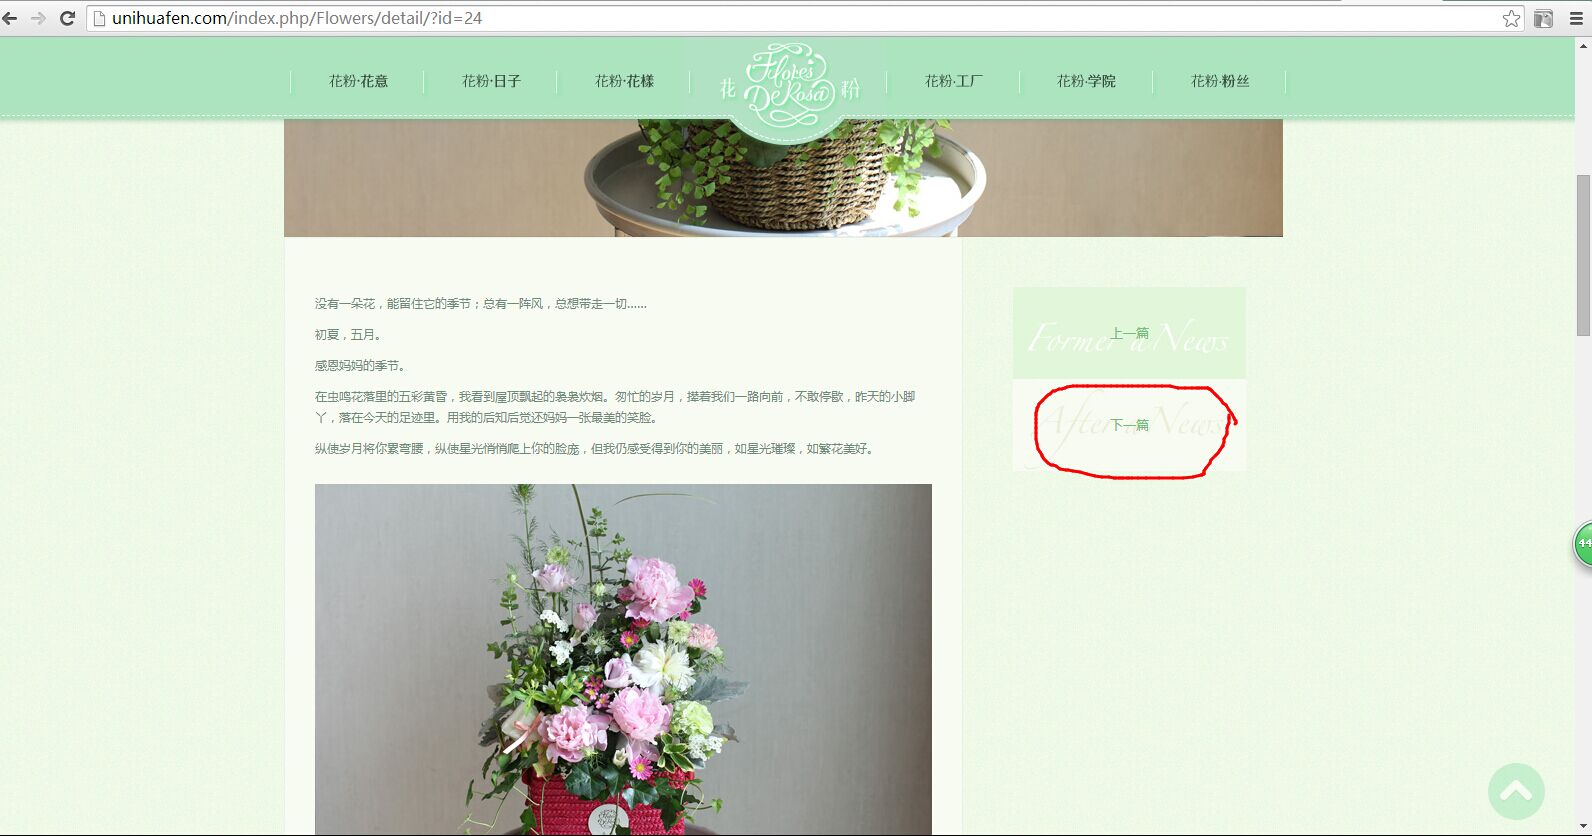 unihuafen.com/index.php/Flowers/detail/?id=24
花粉·花意
花粉·日子
花粉·花樣
花
Flores
DeRosa
粉
花粉·工厂
花粉·学院
花粉·粉丝
没有一朵花，能留住它的季节；总有一阵风，总想带走一切......
初夏，五月。
感恩妈妈的季节。
在虫鸣花落里的五彩黄昏，我看到屋顶飘起的袅袅炊烟。匆忙的岁月，撵着我们一路向前，不敢停歇，昨天的小脚
丫，落在今天的足迹里。用我的后知后觉还妈妈一张最美的笑脸。
纵使岁月将你累弯腰，纵使星光悄悄爬上你的脸庞，但我仍感受得到你的美丽，如星光璀璨，如繁花美好。
Former a News
上一篇
After a News
下一篇
44